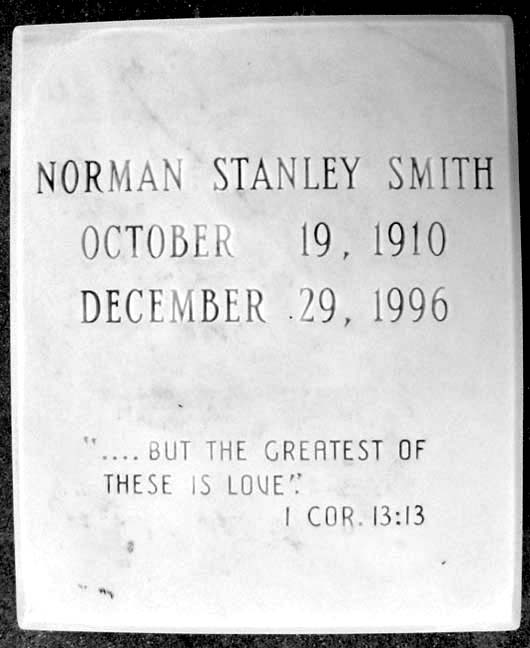 NORMAN STANLEY SMITH
OCTOBER 19, 1910
DECEMBER 29, 1996
"....BUT THE GREATEST OF
THESE IS LOVE".
1 COR. 13:13